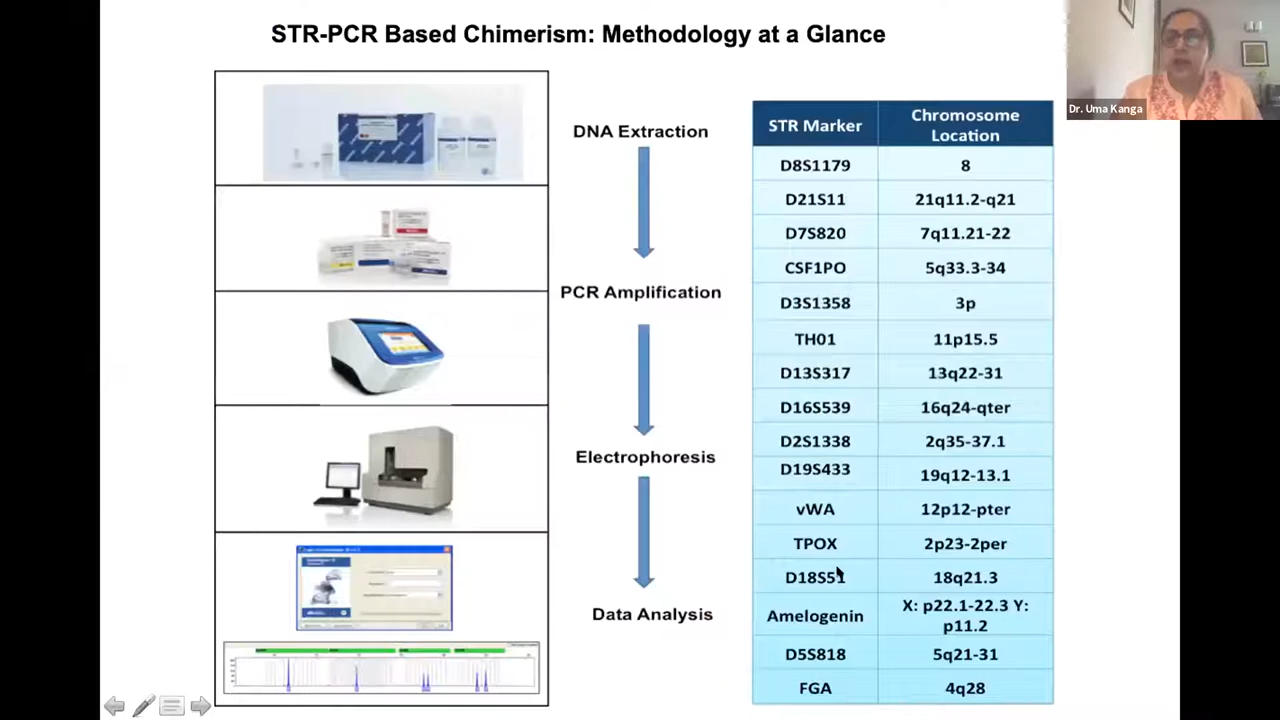 STR-PCR Based Chimerism: Methodology at a Glance
Dr. Uma Kanga
DNA Extraction
PCR Amplification
Electrophoresis
Data Analysis
STR Marker Chromosome Location
D8S1179 8
D21S11 21q11.2-q21
D7S820 7q11.21-22
CSF1PO 5q33.3-34
D3S1358 3p
TH01 11p15.5
D13S317 13q22-31
D16S539 16q24-qter
D2S1338 2q35-37.1
D19S433 19q12-13.1
vWA 12p12-pter
TPOX 2p23-2per
D18S51 18q21.3
Amelogenin X: p22.1-22.3 Y: p11.2
D5S818 5q21-31
FGA 4q28